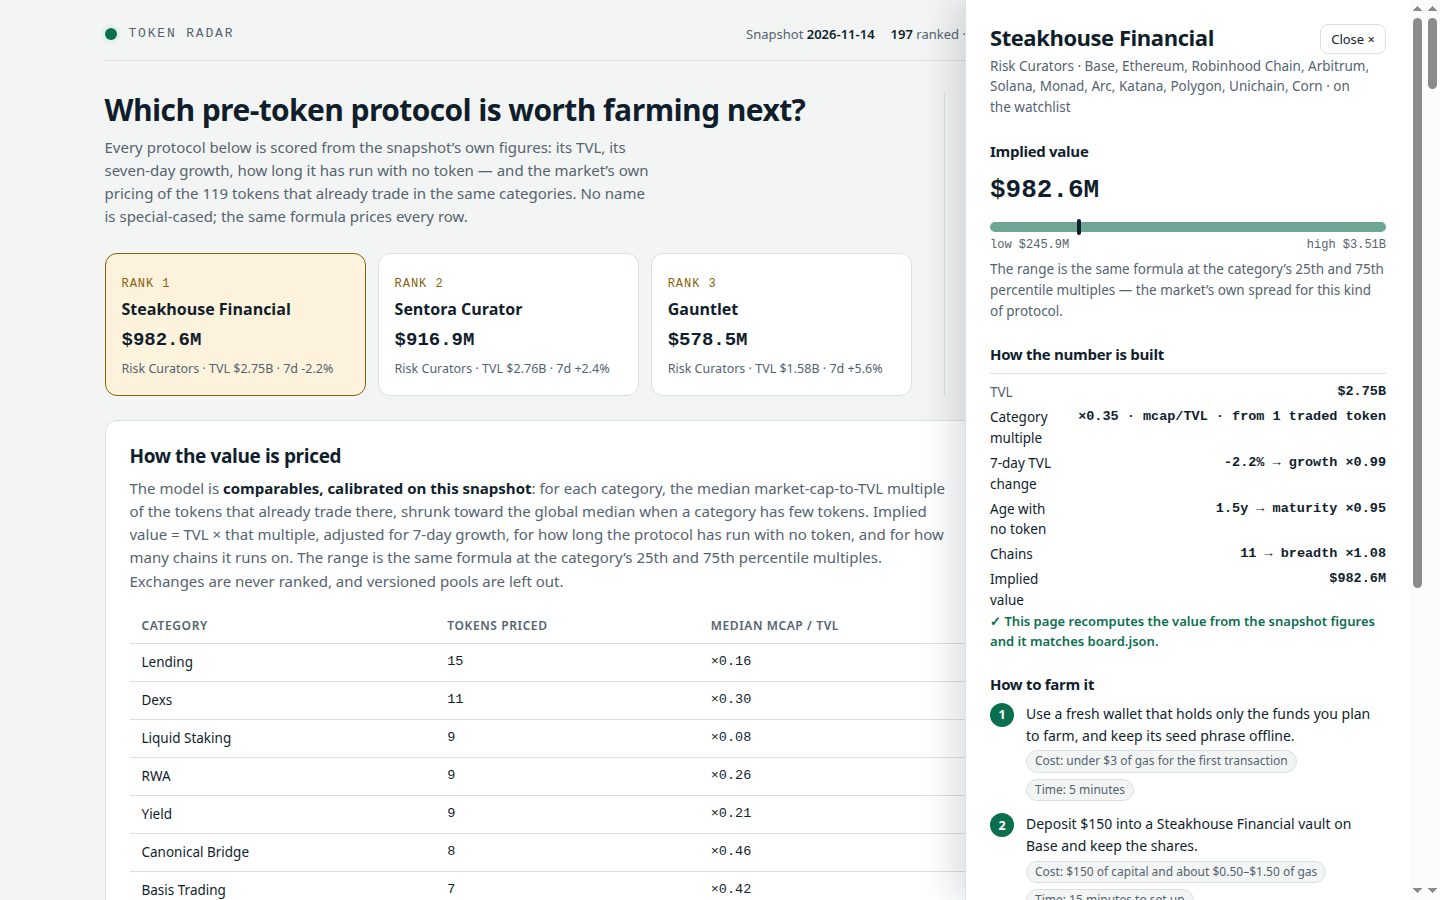 TOKEN RADAR
Snapshot 2026-11-14 197 ranked ·
Which pre-token protocol is worth farming next?
Every protocol below is scored from the snapshot’s own figures: its TVL, its
seven-day growth, how long it has run with no token — and the market’s own
pricing of the 119 tokens that already trade in the same categories. No name
is special-cased; the same formula prices every row.
RANK 1
Steakhouse Financial
$982.6M
Risk Curators · TVL $2.75B · 7d -2.2%
RANK 2
Sentora Curator
$916.9M
Risk Curators · TVL $2.76B · 7d +2.4%
RANK 3
Gauntlet
$578.5M
Risk Curators · TVL $1.58B · 7d +5.6%
How the value is priced
The model is comparables, calibrated on this snapshot: for each category, the median market-cap-to-TVL multiple
of the tokens that already trade there, shrunk toward the global median when a category has few tokens. Implied
value = TVL × that multiple, adjusted for 7-day growth, for how long the protocol has run with no token, and for how
many chains it runs on. The range is the same formula at the category’s 25th and 75th percentile multiples.
Exchanges are never ranked, and versioned pools are left out.
CATEGORY TOKENS PRICED MEDIAN MCAP / TVL
Lending 15 ×0.16
Dexs 11 ×0.30
Liquid Staking 9 ×0.08
RWA 9 ×0.26
Yield 9 ×0.21
Canonical Bridge 8 ×0.46
Basis Trading 7 ×0.42
Steakhouse Financial
Close ×
Risk Curators · Base, Ethereum, Robinhood Chain, Arbitrum,
Solana, Monad, Arc, Katana, Polygon, Unichain, Corn · on
the watchlist
Implied value
$982.6M
low $245.9M high $3.51B
The range is the same formula at the category’s 25th and 75th
percentile multiples — the market’s own spread for this kind
of protocol.
How the number is built
TVL $2.75B
Category ×0.35 · mcap/TVL · from 1 traded token
multiple
7-day TVL -2.2% → growth ×0.99
change
Age with 1.5y → maturity ×0.95
no token
Chains 11 → breadth ×1.08
Implied $982.6M
value
✓ This page recomputes the value from the snapshot figures
and it matches board.json.
How to farm it
1 Use a fresh wallet that holds only the funds you plan
to farm, and keep its seed phrase offline.
Cost: under $3 of gas for the first transaction
Time: 5 minutes
2 Deposit $150 into a Steakhouse Financial vault on
Base and keep the shares.
Cost: $150 of capital and about $0.50–$1.50 of gas
Time: 15 minutes to set up